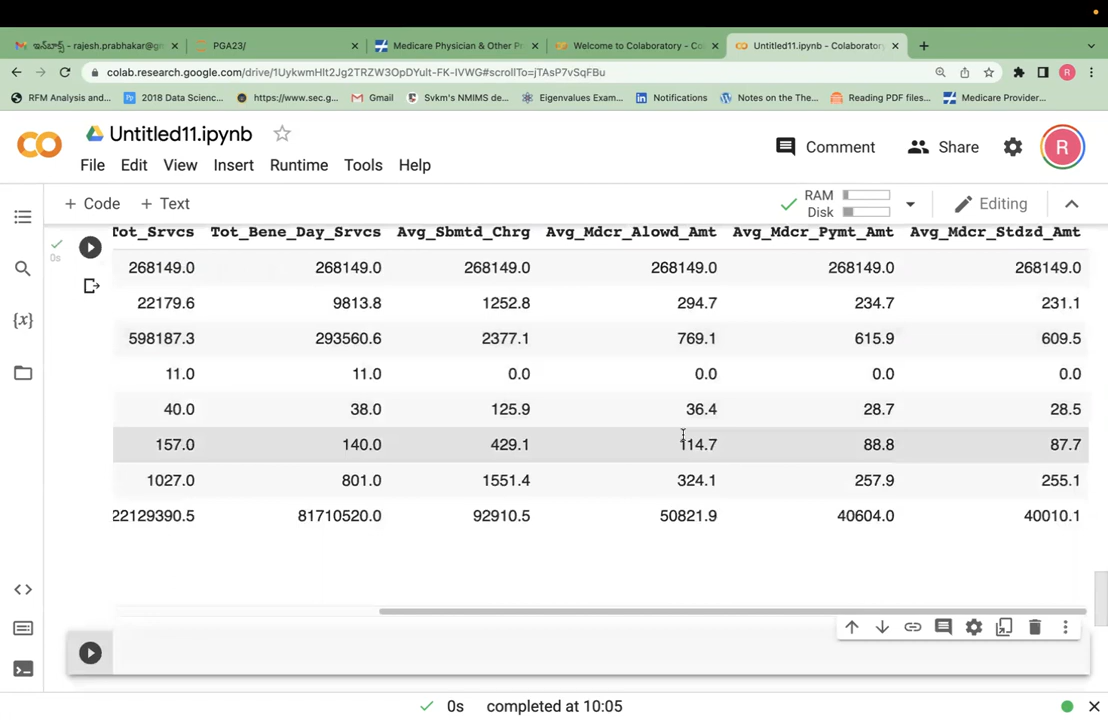 ఇన్‌బాక్స్ - rajesh.prabhakar@gm
PGA23/
Medicare Physician & Other Pr
Welcome to Colaboratory - Co
Untitled11.ipynb - Colaborator
colab.research.google.com/drive/1UykwmHlt2Jg2TRZW3OpDYult-FK-IVWG#scrollTo=jTAsP7vSqFBu
R
RFM Analysis and...
2018 Data Scienc...
https://www.sec.g...
Gmail
Svkm's NMIMS de...
Eigenvalues Exam...
Notifications
Notes on the The...
Reading PDF files...
Medicare Provider...
Untitled11.ipynb
Comment
Share
R
File Edit View Insert Runtime Tools Help
+ Code + Text
RAM
Disk
Editing
Tot_Srvcs Tot_Bene_Day_Srvcs Avg_Sbmtd_Chrg Avg_Mdcr_Alowd_Amt Avg_Mdcr_Pymt_Amt Avg_Mdcr_Stdzd_Amt
0s
268149.0 268149.0 268149.0 268149.0 268149.0 268149.0
22179.6 9813.8 1252.8 294.7 234.7 231.1
{x}
598187.3 293560.6 2377.1 769.1 615.9 609.5
11.0 11.0 0.0 0.0 0.0 0.0
40.0 38.0 125.9 36.4 28.7 28.5
157.0 140.0 429.1 114.7 88.8 87.7
1027.0 801.0 1551.4 324.1 257.9 255.1
22129390.5 81710520.0 92910.5 50821.9 40604.0 40010.1
0s completed at 10:05